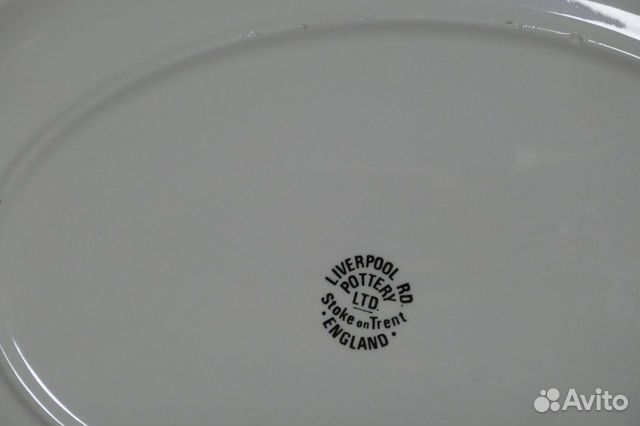 LIVERPOOL RD.
POTTERY
LTD.
Stoke on Trent
· ENGLAND ·
Avito